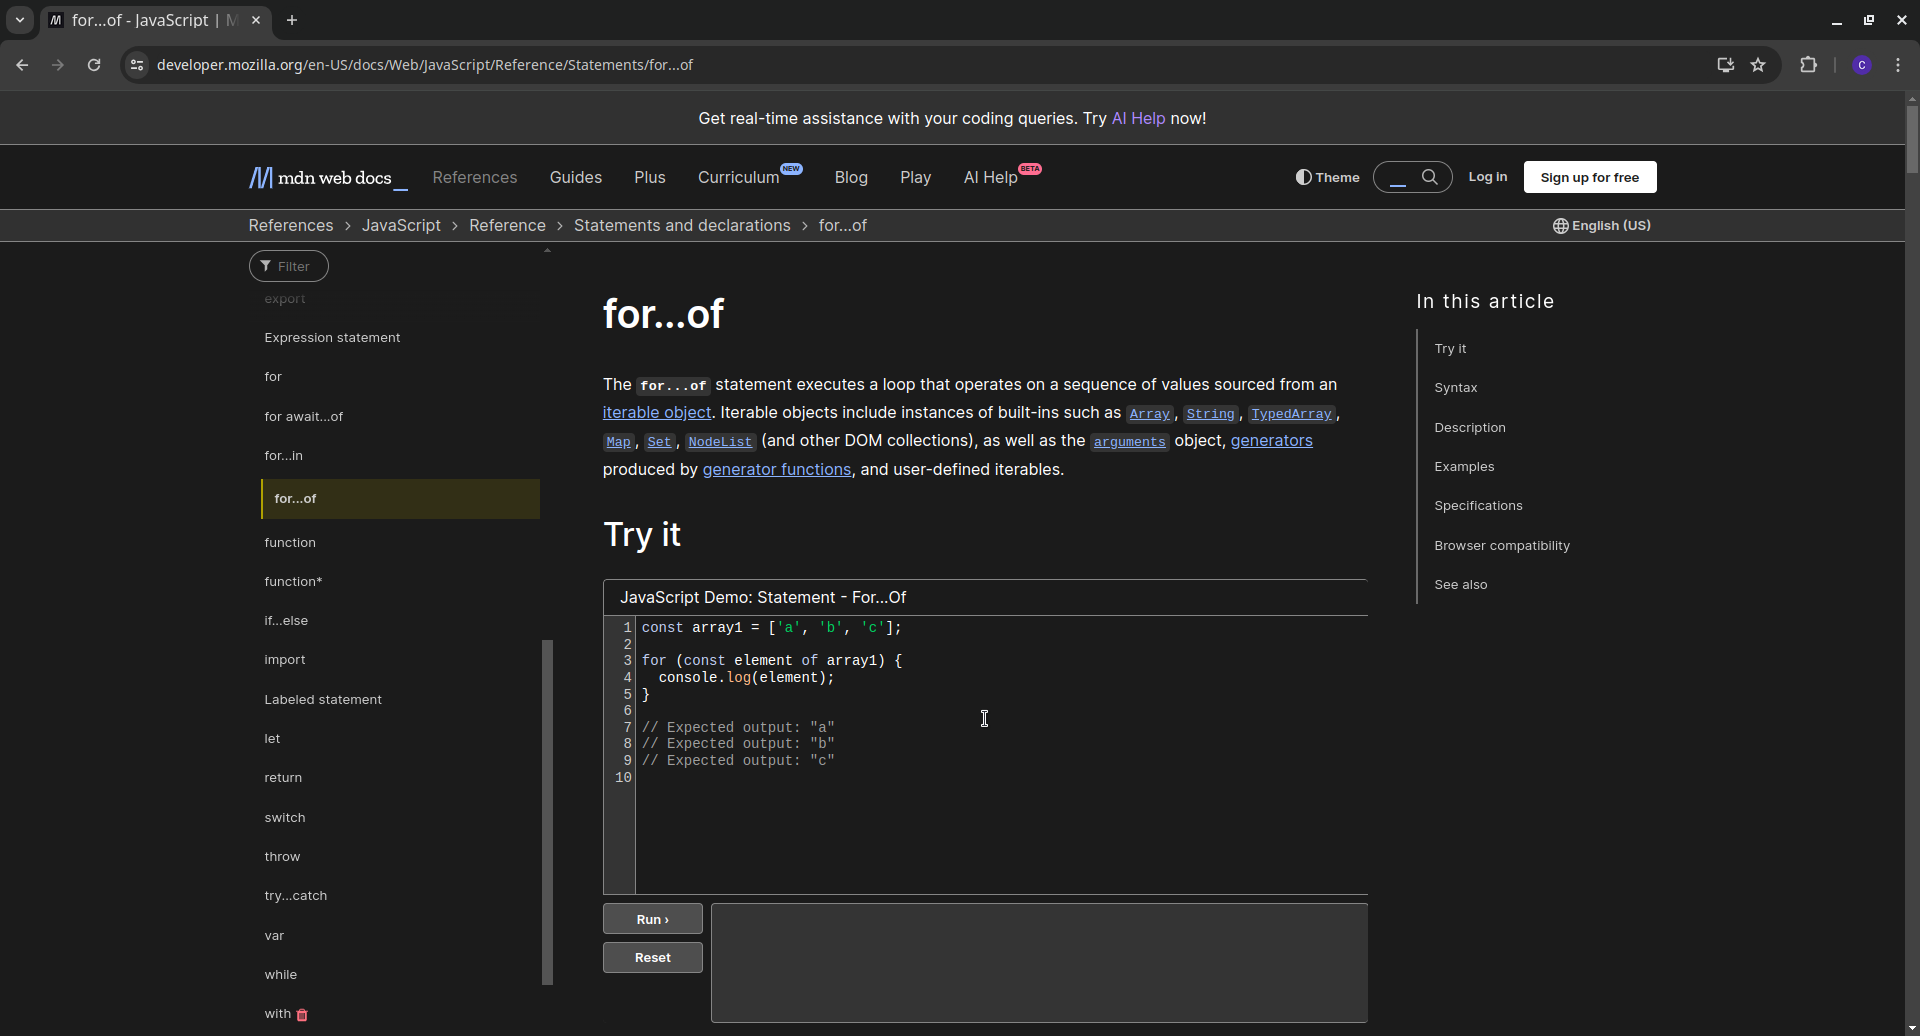 for...of - JavaScript | M
developer.mozilla.org/en-US/docs/Web/JavaScript/Reference/Statements/for...of
C
Get real-time assistance with your coding queries. Try AI Help now!
mdn web docs_
References
Guides
Plus
Curriculum NEW
Blog
Play
AI Help BETA
Theme
Log in
Sign up for free
References > JavaScript > Reference > Statements and declarations > for...of
English (US)
Filter
export
Expression statement
for
for await...of
for...in
for...of
function
function*
if...else
import
Labeled statement
let
return
switch
throw
try...catch
var
while
with
for...of
The for...of statement executes a loop that operates on a sequence of values sourced from an
iterable object. Iterable objects include instances of built-ins such as Array, String, TypedArray,
Map, Set, NodeList (and other DOM collections), as well as the arguments object, generators
produced by generator functions, and user-defined iterables.
Try it
JavaScript Demo: Statement - For...Of
1 const array1 = ['a', 'b', 'c'];
2
3 for (const element of array1) {
4   console.log(element);
5 }
6
7 // Expected output: "a"
8 // Expected output: "b"
9 // Expected output: "c"
10
Run ›
Reset
In this article
Try it
Syntax
Description
Examples
Specifications
Browser compatibility
See also